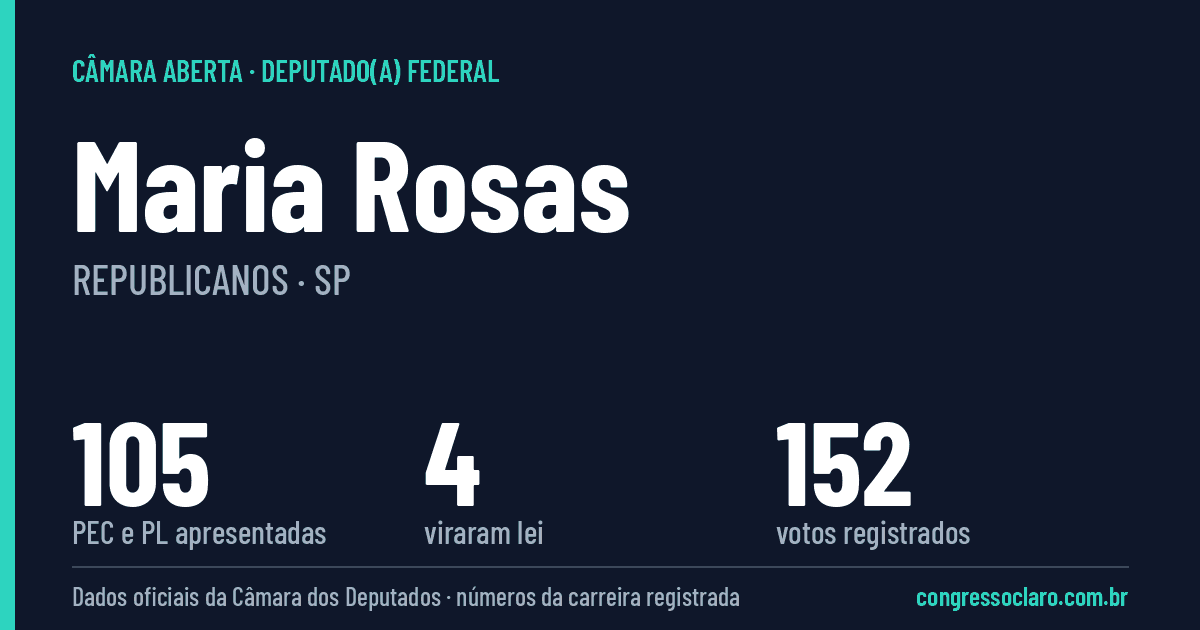 CÂMARA ABERTA · DEPUTADO(A) FEDERAL
Maria Rosas
REPUBLICANOS · SP
105 4 152
PEC e PL apresentadas viraram lei votos registrados
Dados oficiais da Câmara dos Deputados · números da carreira registrada congressoclaro.com.br